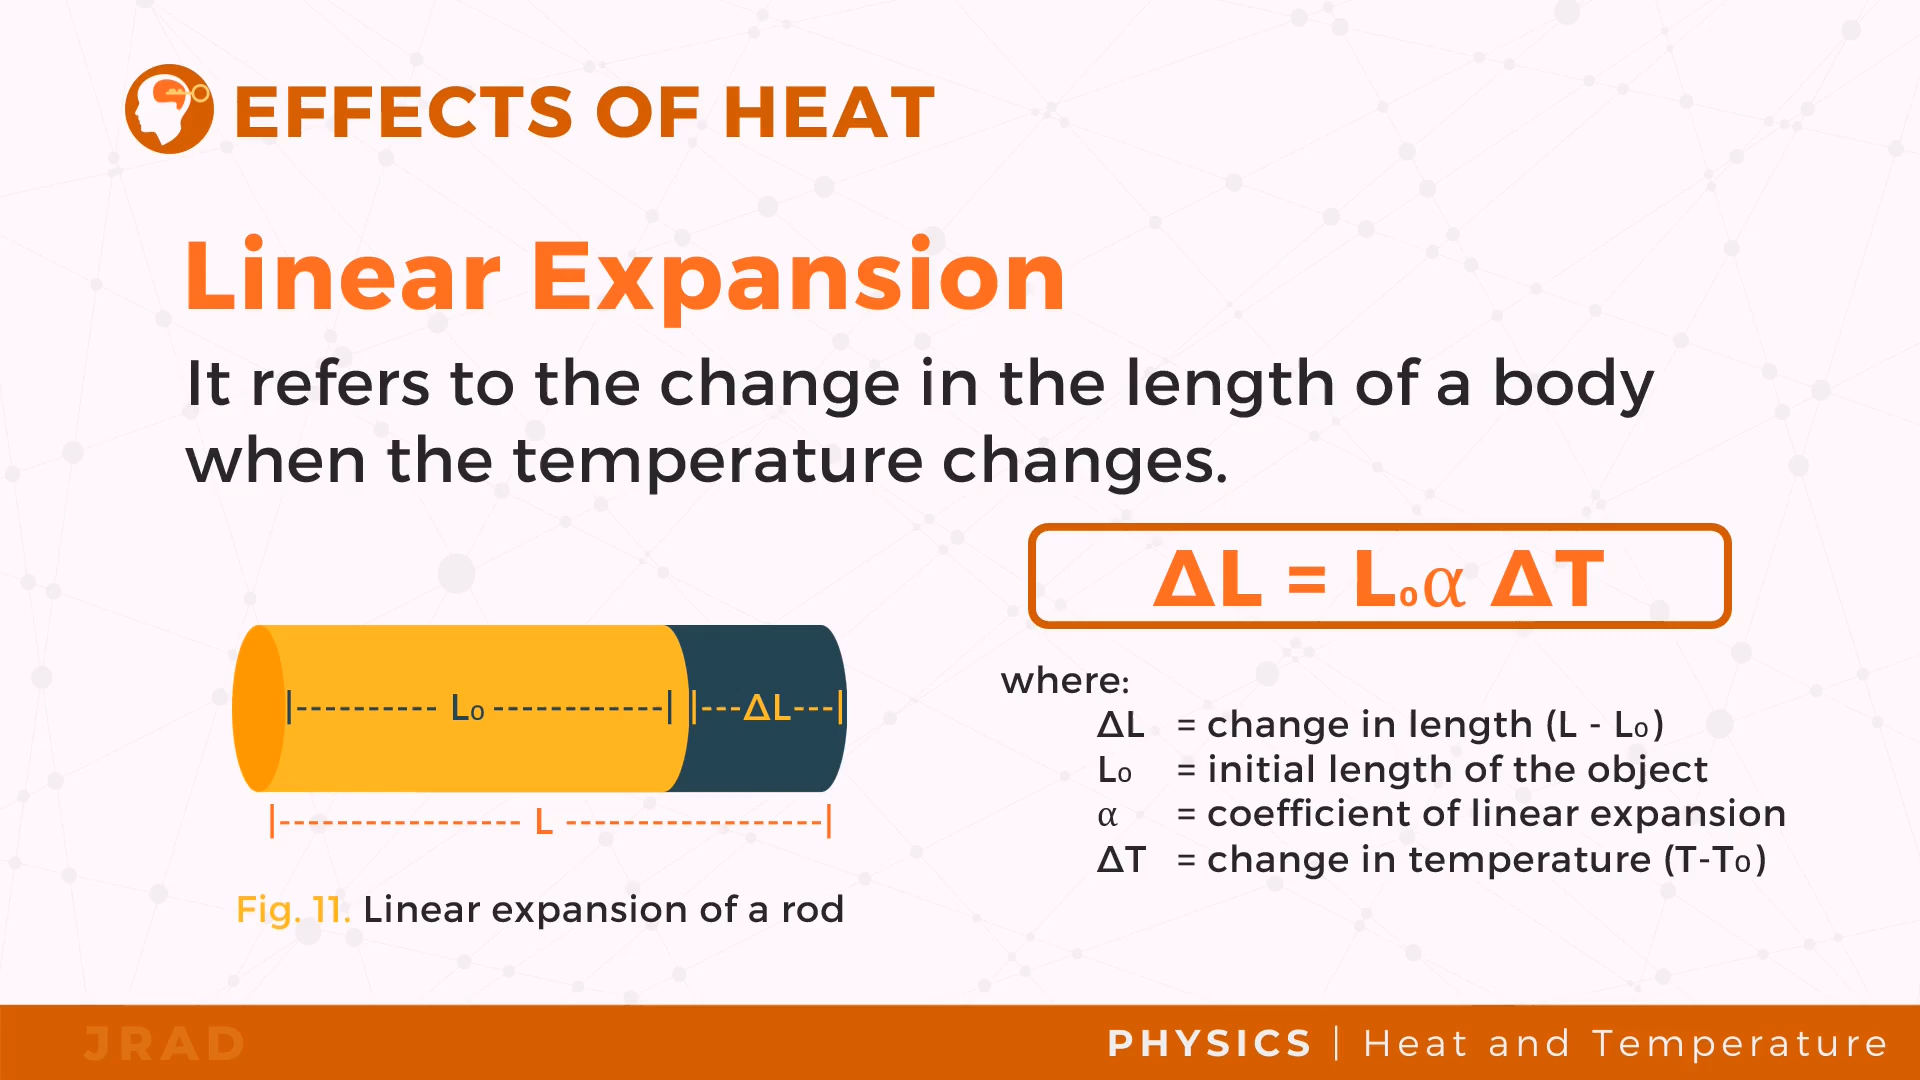 EFFECTS OF HEAT
Linear Expansion
It refers to the change in the length of a body
when the temperature changes.
ΔL = L₀α ΔT
where:
ΔL = change in length (L - L₀)
L₀ = initial length of the object
α = coefficient of linear expansion
ΔT = change in temperature (T-T₀)
|---------- L₀ ------------| |---ΔL---|
|----------------- L ------------------|
Fig. 11. Linear expansion of a rod
JRAD
PHYSICS | Heat and Temperature